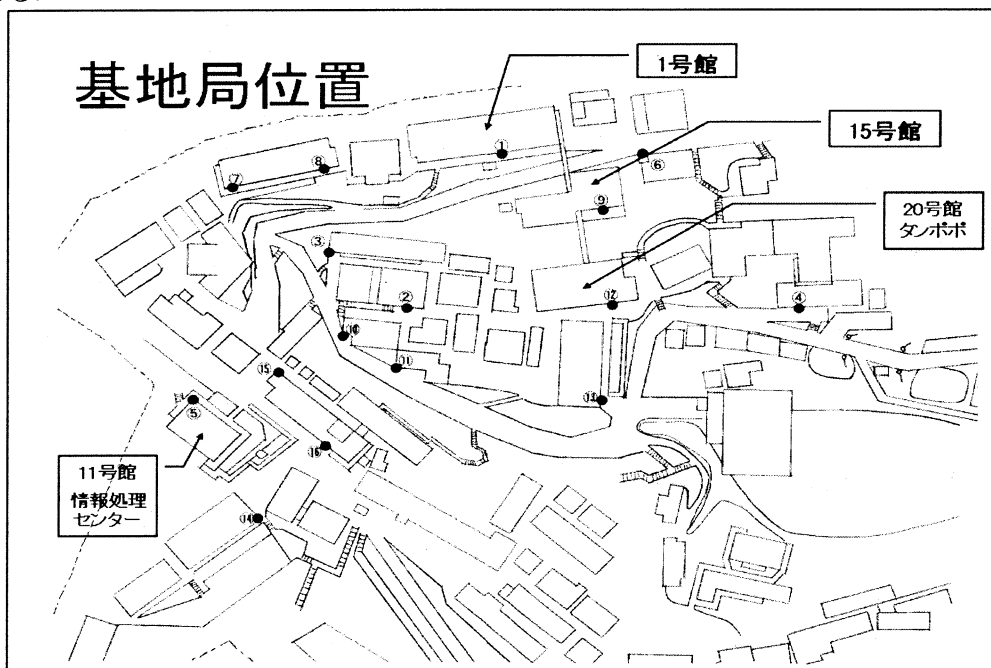 基地局位置
1号館
15号館
20号館
タンポポ
①
⑥
⑧
⑦
⑨
③
②
⑫
④
⑩
⑪
⑮
⑤
⑬
⑯
⑭
11号館
情報処理
センター